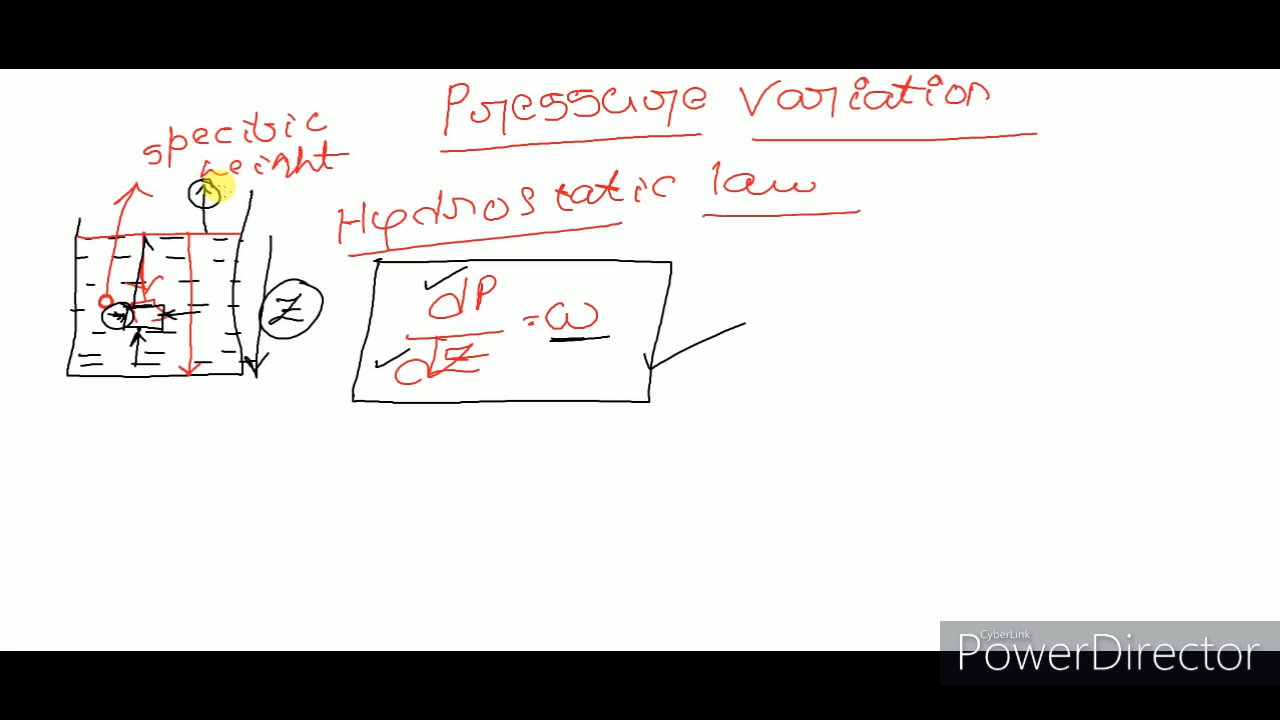 Pressure variation
specific
weight
Hydrostatic law
Z
dP
dZ
= ω
CyberLink
PowerDirector